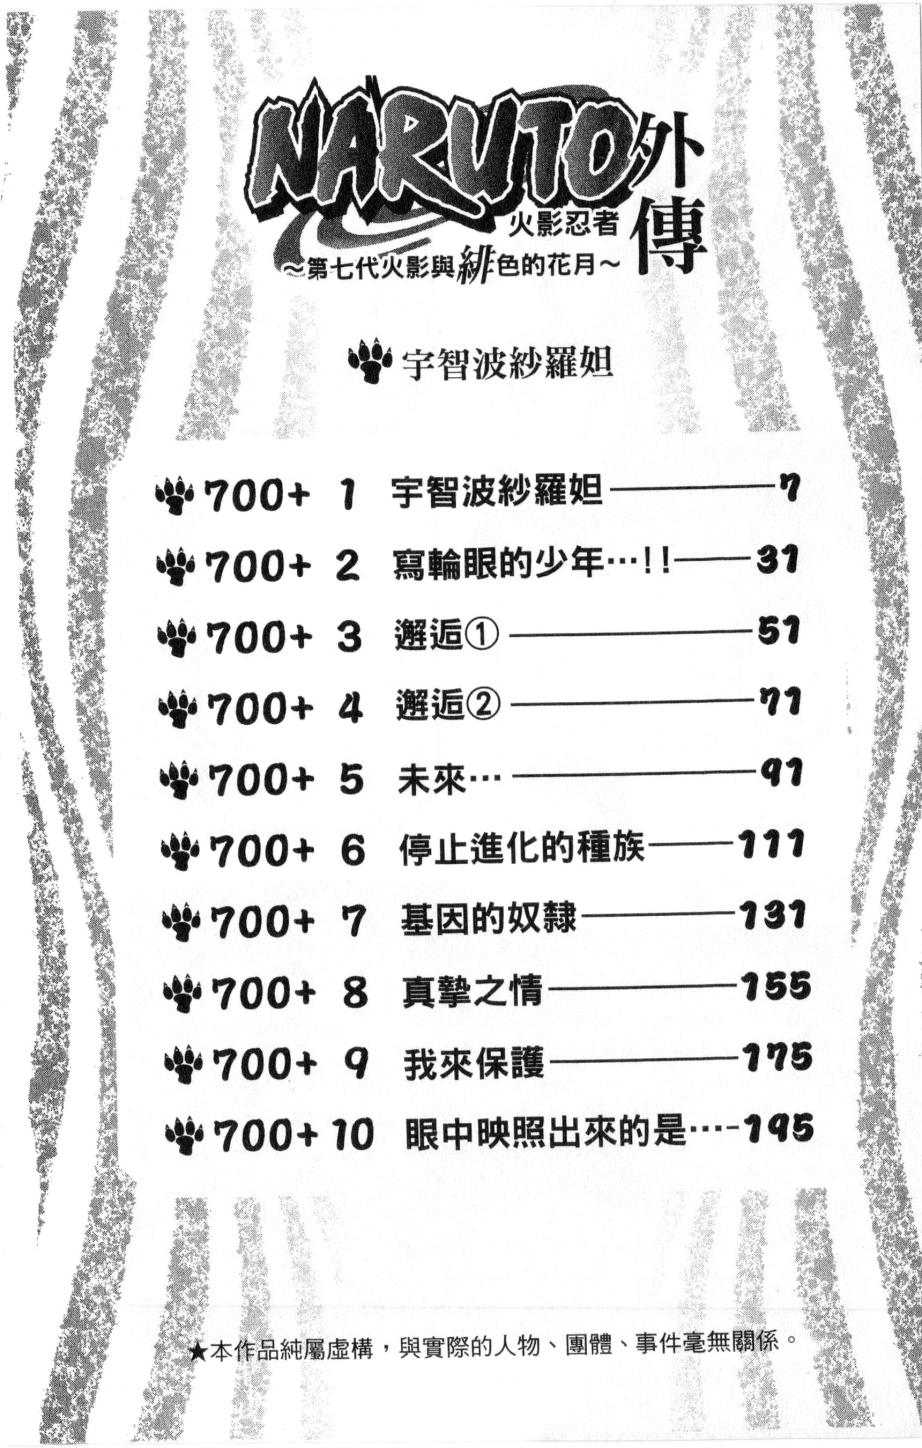 NARUTO
火影忍者
外傳
～第七代火影與緋色的花月～
宇智波紗羅妲
700+ 1 宇智波紗羅妲 7
700+ 2 寫輪眼的少年…!! 31
700+ 3 邂逅① 51
700+ 4 邂逅② 71
700+ 5 未來… 91
700+ 6 停止進化的種族 111
700+ 7 基因的奴隸 131
700+ 8 真摯之情 155
700+ 9 我來保護 175
700+ 10 眼中映照出來的是… 195
★本作品純屬虛構，與實際的人物、團體、事件毫無關係。